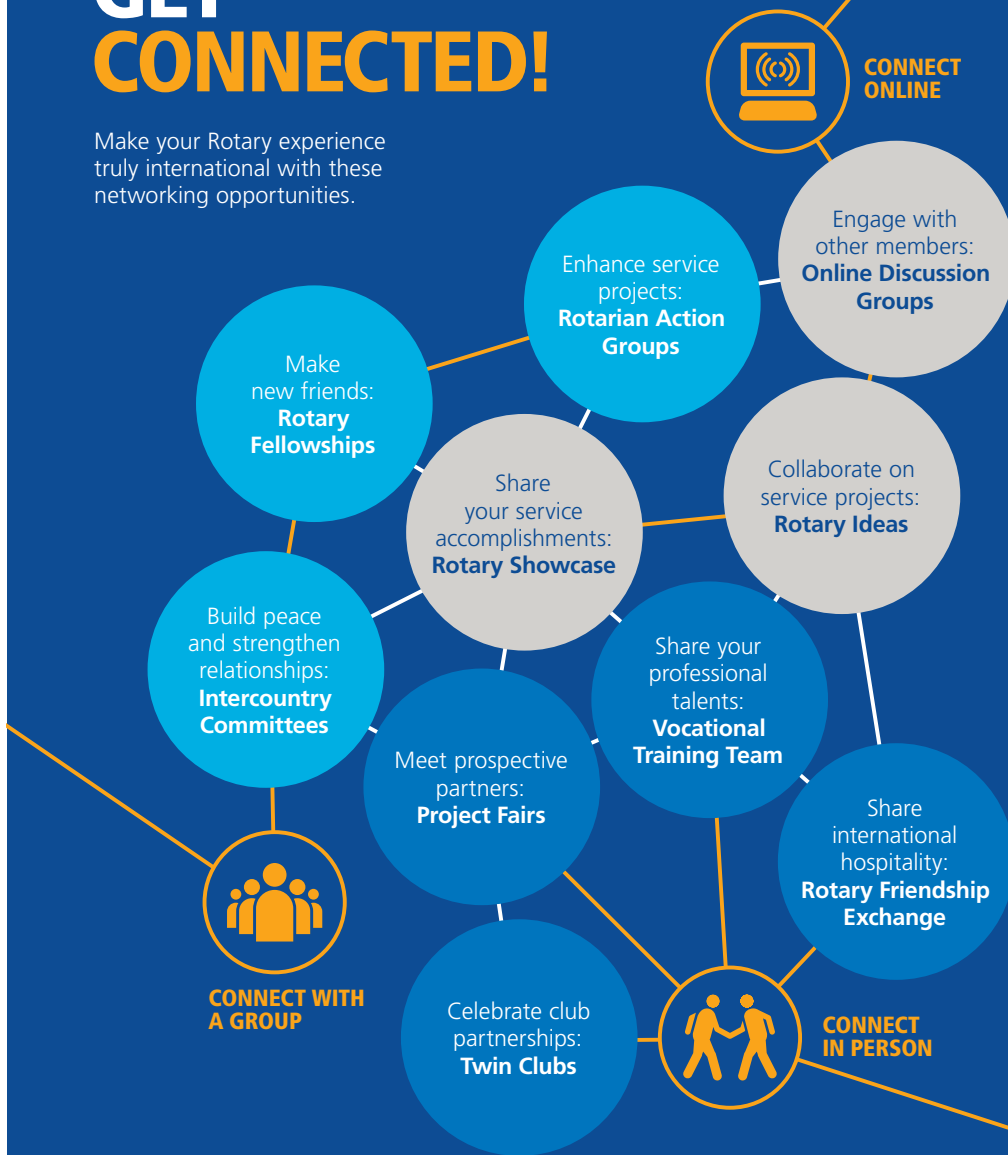 GET
CONNECTED!
Make your Rotary experience
truly international with these
networking opportunities.
CONNECT
ONLINE
Engage with
other members:
Online Discussion
Groups
Enhance service
projects:
Rotarian Action
Groups
Make
new friends:
Rotary
Fellowships
Share
your service
accomplishments:
Rotary Showcase
Collaborate on
service projects:
Rotary Ideas
Build peace
and strengthen
relationships:
Intercountry
Committees
Share your
professional
talents:
Vocational
Training Team
Meet prospective
partners:
Project Fairs
Share
international
hospitality:
Rotary Friendship
Exchange
CONNECT WITH
A GROUP
Celebrate club
partnerships:
Twin Clubs
CONNECT
IN PERSON